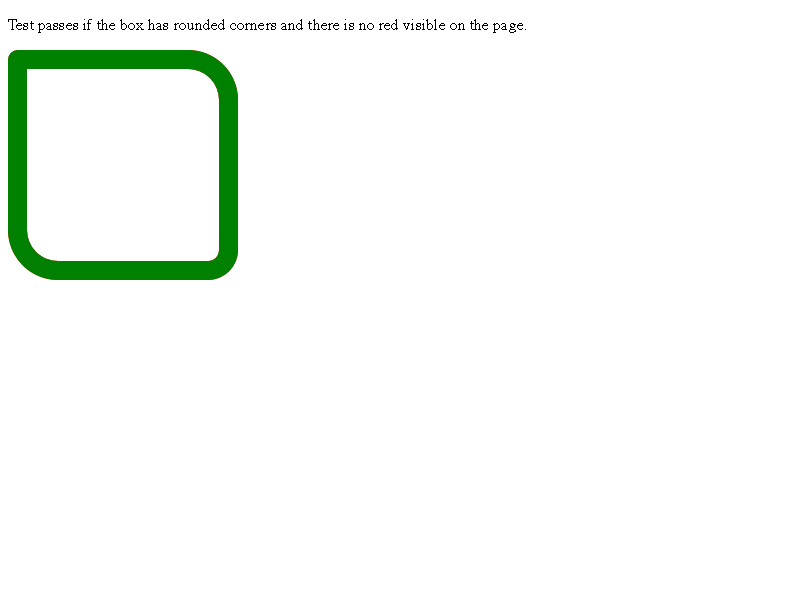 Test passes if the box has rounded corners and there is no red visible on the page.